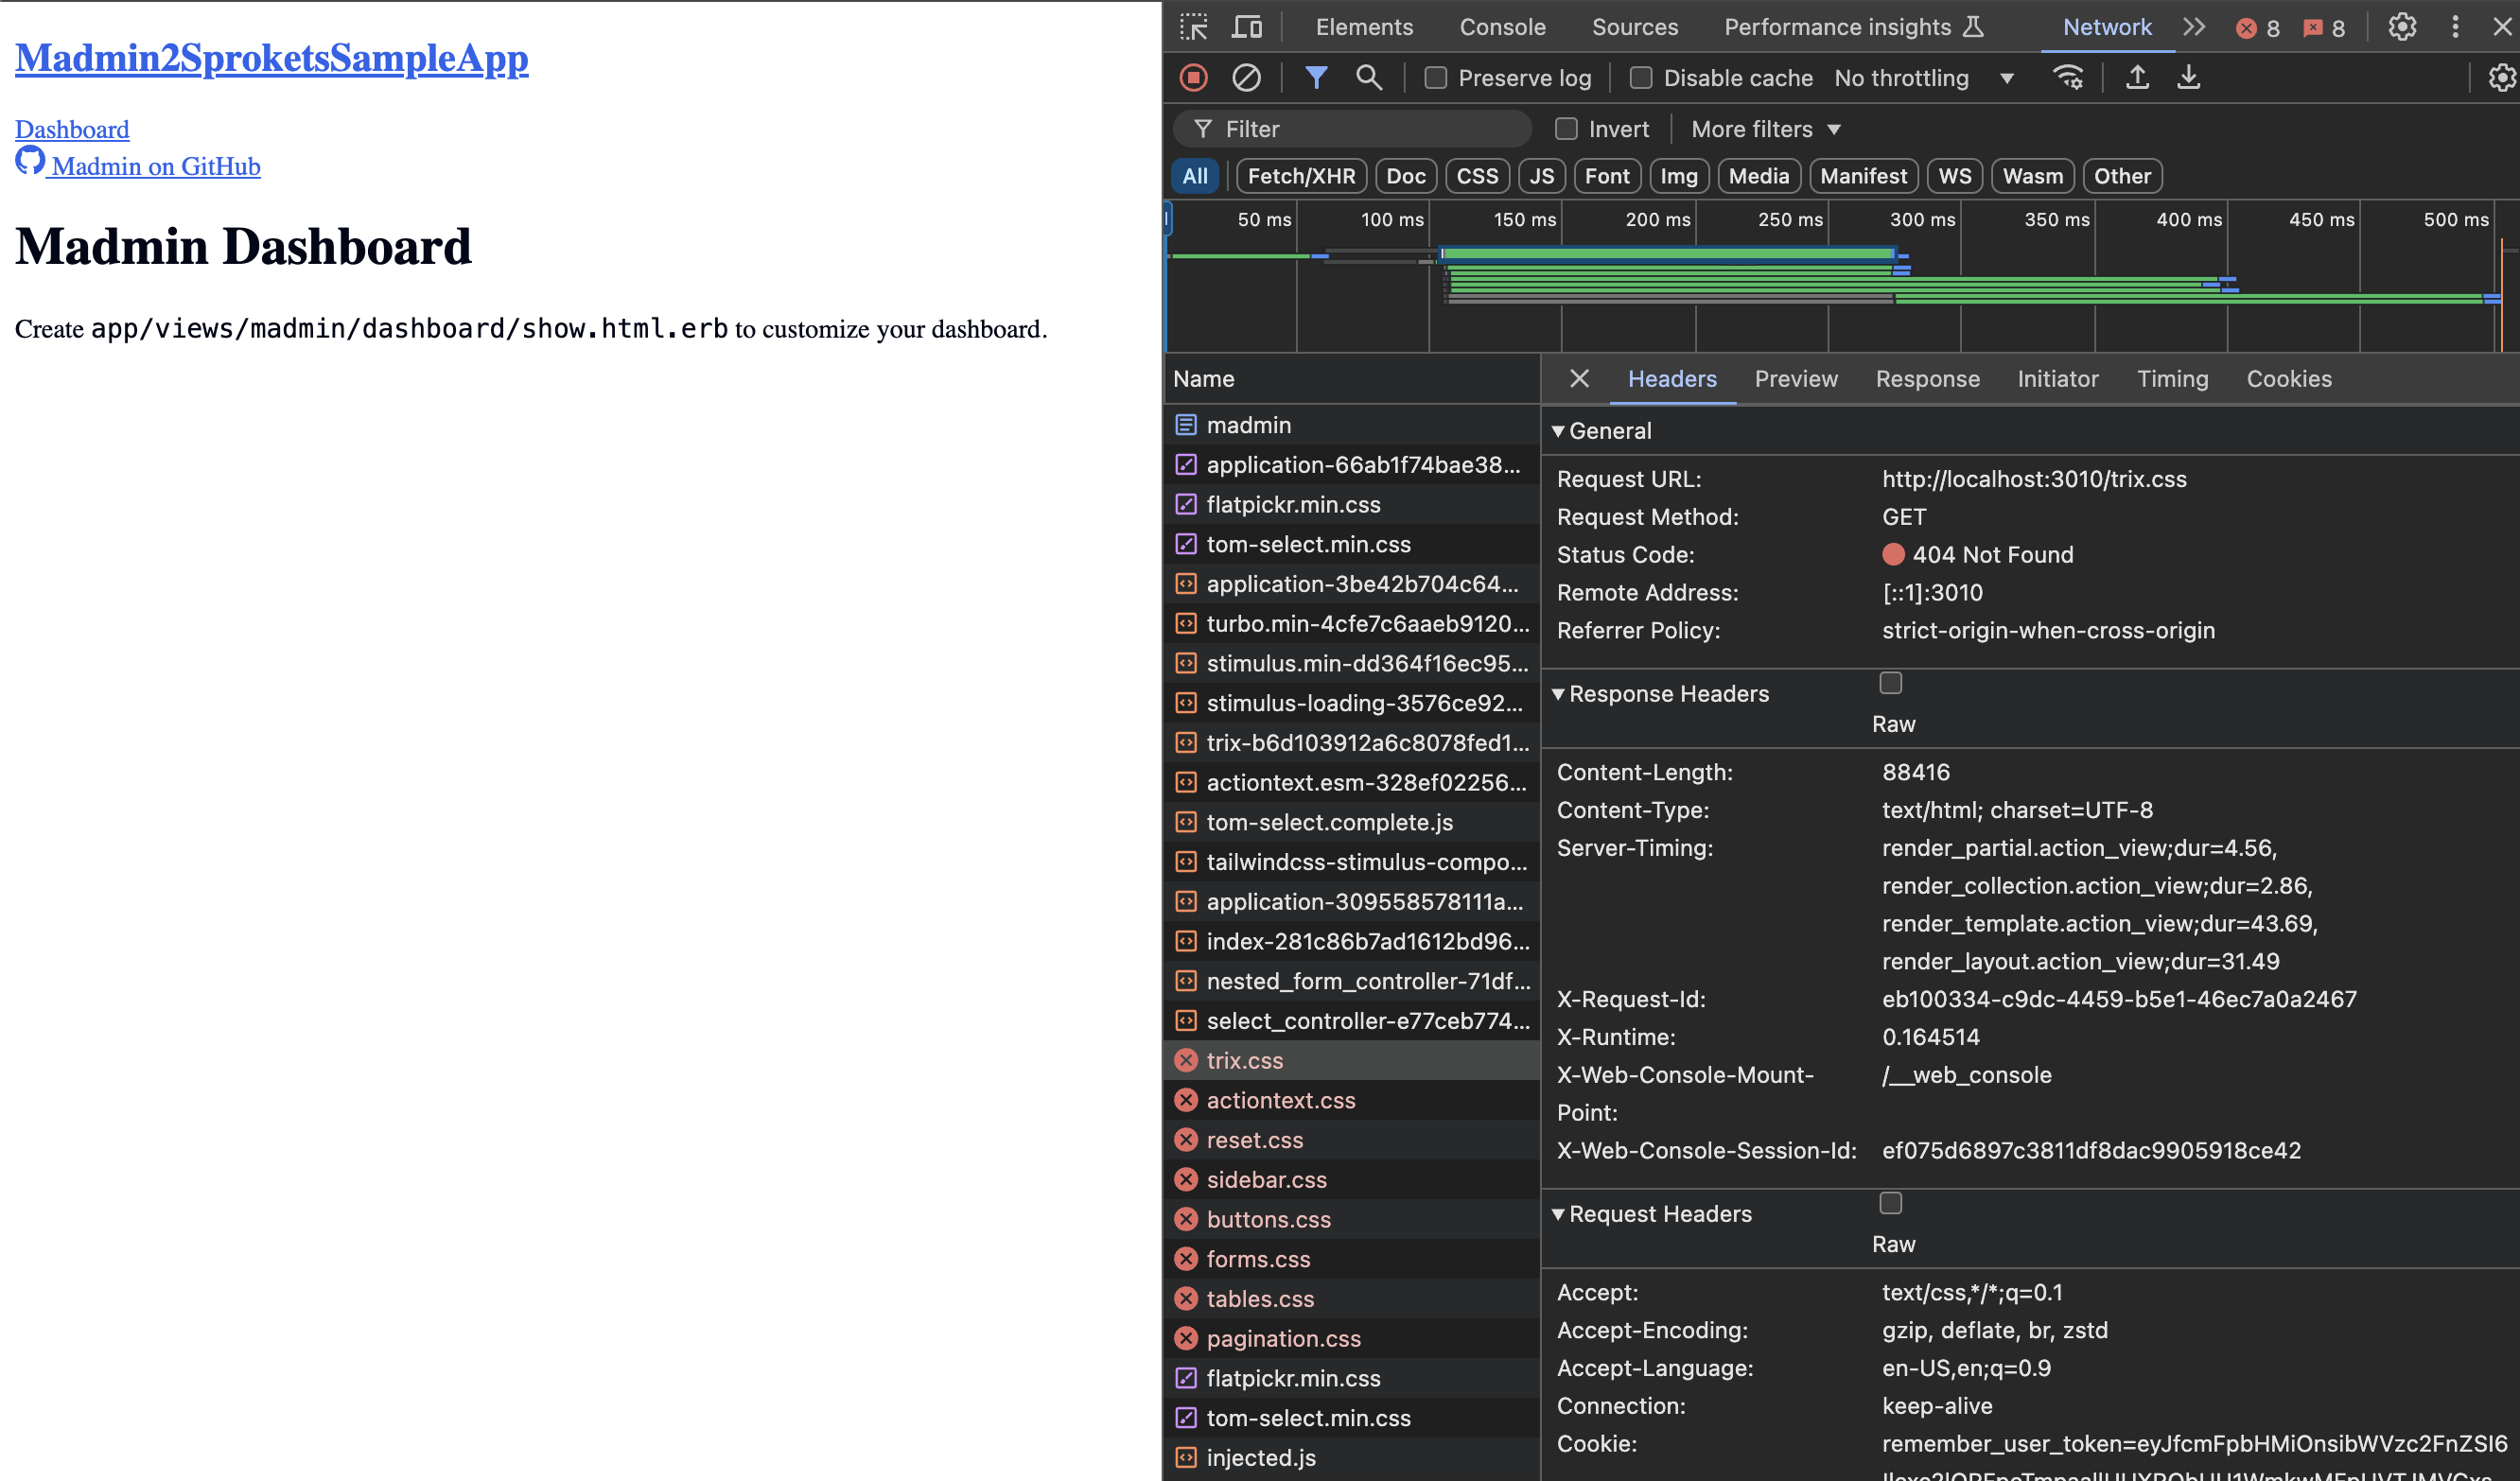 Madmin2SproketsSampleApp
Dashboard
Madmin on GitHub
Madmin Dashboard
Create app/views/madmin/dashboard/show.html.erb to customize your dashboard.
Elements Console Sources Performance insights Network 8 8
Preserve log Disable cache No throttling
Filter Invert More filters
All Fetch/XHR Doc CSS JS Font Img Media Manifest WS Wasm Other
50 ms 100 ms 150 ms 200 ms 250 ms 300 ms 350 ms 400 ms 450 ms 500 ms
Name
madmin
application-66ab1f74bae38...
flatpickr.min.css
tom-select.min.css
application-3be42b704c64...
turbo.min-4cfe7c6aaeb9120...
stimulus.min-dd364f16ec95...
stimulus-loading-3576ce92...
trix-b6d103912a6c8078fed1...
actiontext.esm-328ef02256...
tom-select.complete.js
tailwindcss-stimulus-compo...
application-309558578111a...
index-281c86b7ad1612bd96...
nested_form_controller-71df...
select_controller-e77ceb774...
trix.css
actiontext.css
reset.css
sidebar.css
buttons.css
forms.css
tables.css
pagination.css
flatpickr.min.css
tom-select.min.css
injected.js
Headers Preview Response Initiator Timing Cookies
General
Request URL: http://localhost:3010/trix.css
Request Method: GET
Status Code: 404 Not Found
Remote Address: [::1]:3010
Referrer Policy: strict-origin-when-cross-origin
Response Headers
Raw
Content-Length: 88416
Content-Type: text/html; charset=UTF-8
Server-Timing: render_partial.action_view;dur=4.56,
render_collection.action_view;dur=2.86,
render_template.action_view;dur=43.69,
render_layout.action_view;dur=31.49
X-Request-Id: eb100334-c9dc-4459-b5e1-46ec7a0a2467
X-Runtime: 0.164514
X-Web-Console-Mount- /__web_console
Point:
X-Web-Console-Session-Id: ef075d6897c3811df8dac9905918ce42
Request Headers
Raw
Accept: text/css,*/*;q=0.1
Accept-Encoding: gzip, deflate, br, zstd
Accept-Language: en-US,en;q=0.9
Connection: keep-alive
Cookie: remember_user_token=eyJfcmFpbHMiOnsibWVzc2FnZSI6